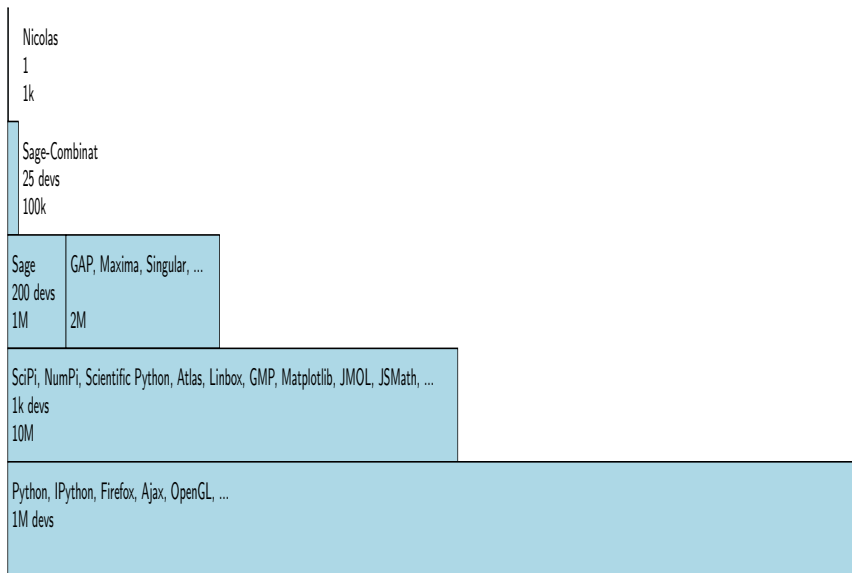 Nicolas
1
1k
Sage-Combinat
25 devs
100k
Sage
200 devs
1M
GAP, Maxima, Singular, ...
2M
SciPi, NumPi, Scientific Python, Atlas, Linbox, GMP, Matplotlib, JMOL, JSMath, ...
1k devs
10M
Python, IPython, Firefox, Ajax, OpenGL, ...
1M devs